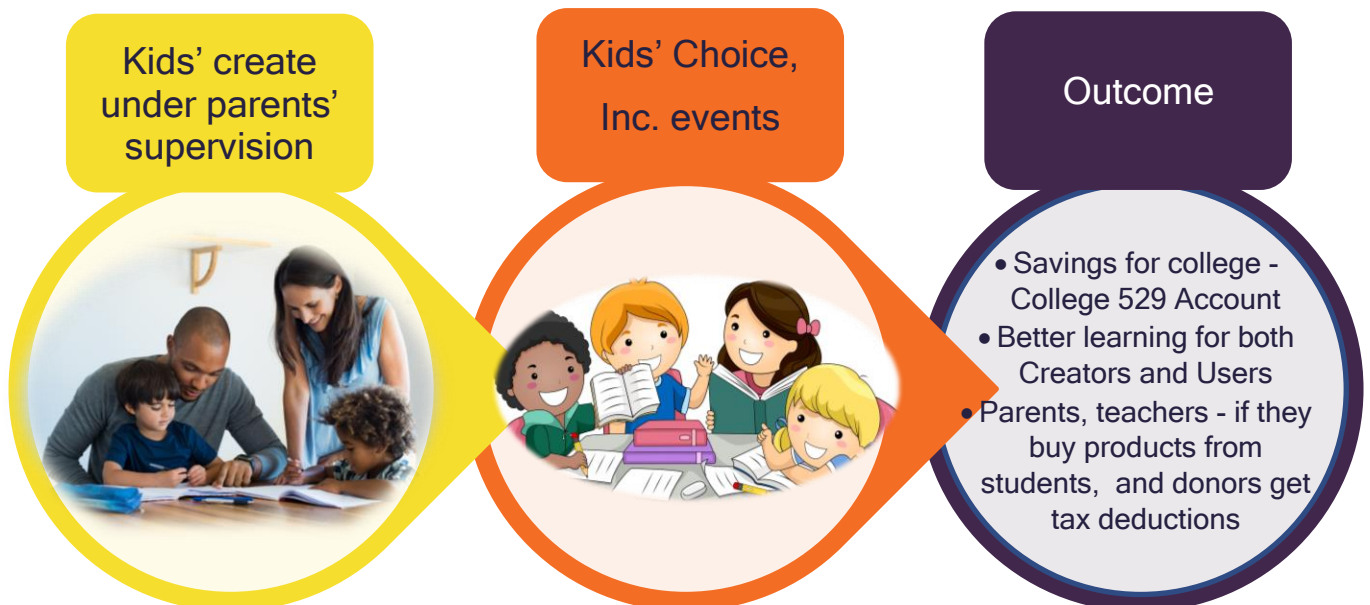 Kids’ create
under parents’
supervision
Kids’ Choice,
Inc. events
Outcome
• Savings for college -
College 529 Account
• Better learning for both
Creators and Users
• Parents, teachers - if they
buy products from
students,  and donors get
tax deductions